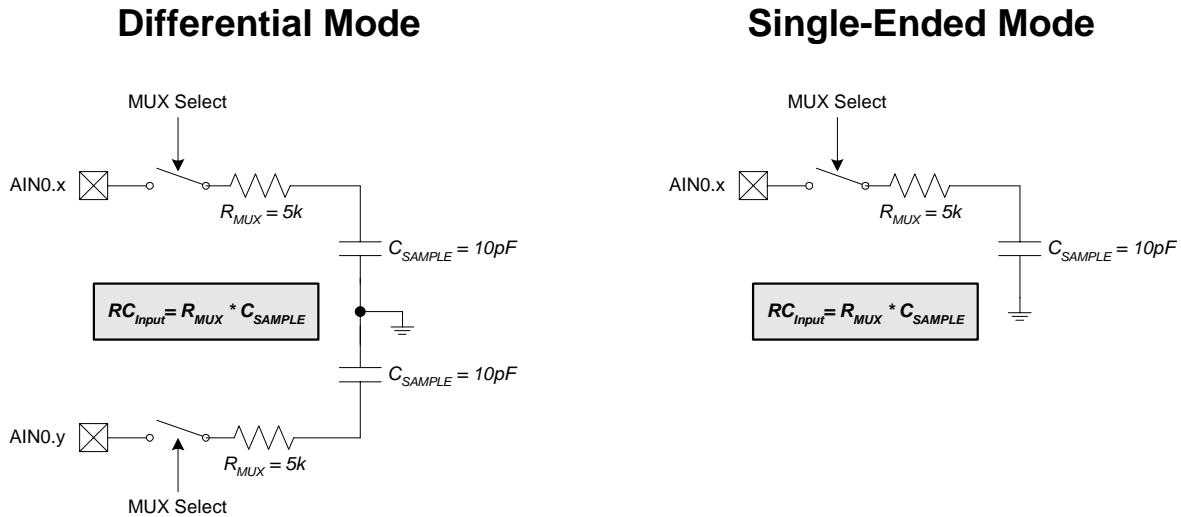 Differential Mode
MUX Select
AIN0.x
R_MUX = 5k
C_SAMPLE = 10pF
RC_Input= R_MUX * C_SAMPLE
C_SAMPLE = 10pF
AIN0.y
R_MUX = 5k
MUX Select
Single-Ended Mode
MUX Select
AIN0.x
R_MUX = 5k
C_SAMPLE = 10pF
RC_Input= R_MUX * C_SAMPLE